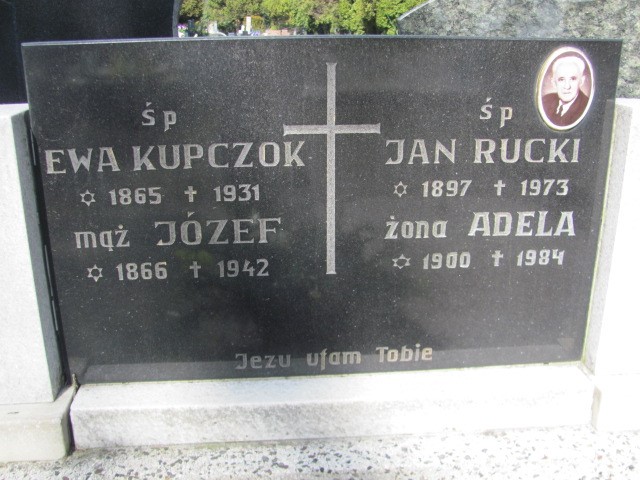 śp
EWA KUPCZOK
✡ 1865 ✝ 1931
mąż JÓZEF
✡ 1866 ✝ 1942
śp
JAN RUCKI
✡ 1897 ✝ 1973
żona ADELA
✡ 1900 ✝ 1984
Jezu ufam Tobie